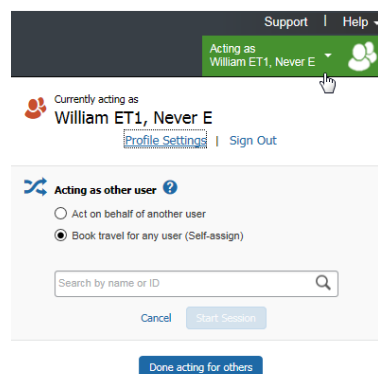 Support | Help
Acting as
William ET1, Never E
Currently acting as
William ET1, Never E
Profile Settings | Sign Out
Acting as other user ?
Act on behalf of another user
Book travel for any user (Self-assign)
Search by name or ID
Cancel Start Session
Done acting for others